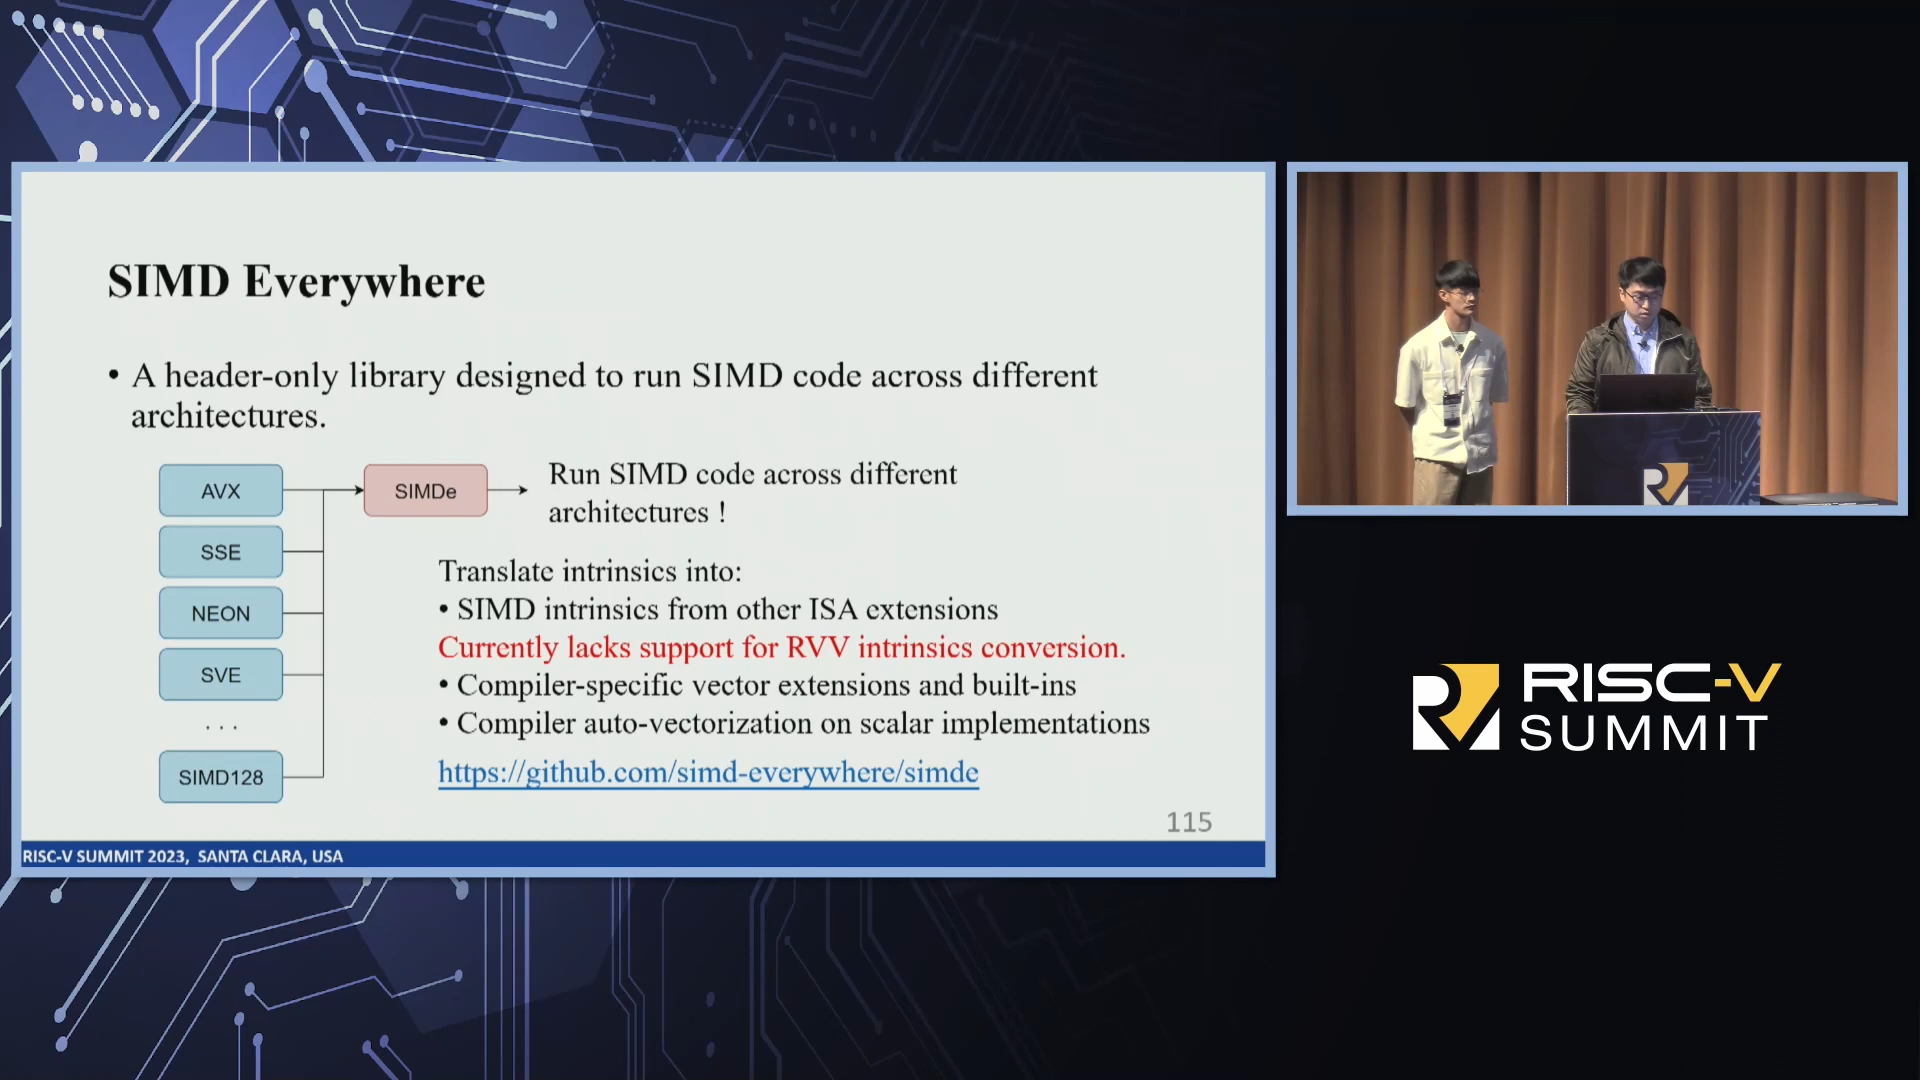 SIMD Everywhere
• A header-only library designed to run SIMD code across different
architectures.
AVX
SSE
NEON
SVE
. . .
SIMD128
SIMDe
Run SIMD code across different
architectures !
Translate intrinsics into:
• SIMD intrinsics from other ISA extensions
Currently lacks support for RVV intrinsics conversion.
• Compiler-specific vector extensions and built-ins
• Compiler auto-vectorization on scalar implementations
https://github.com/simd-everywhere/simde
115
RISC-V SUMMIT 2023, SANTA CLARA, USA
RISC-V
SUMMIT